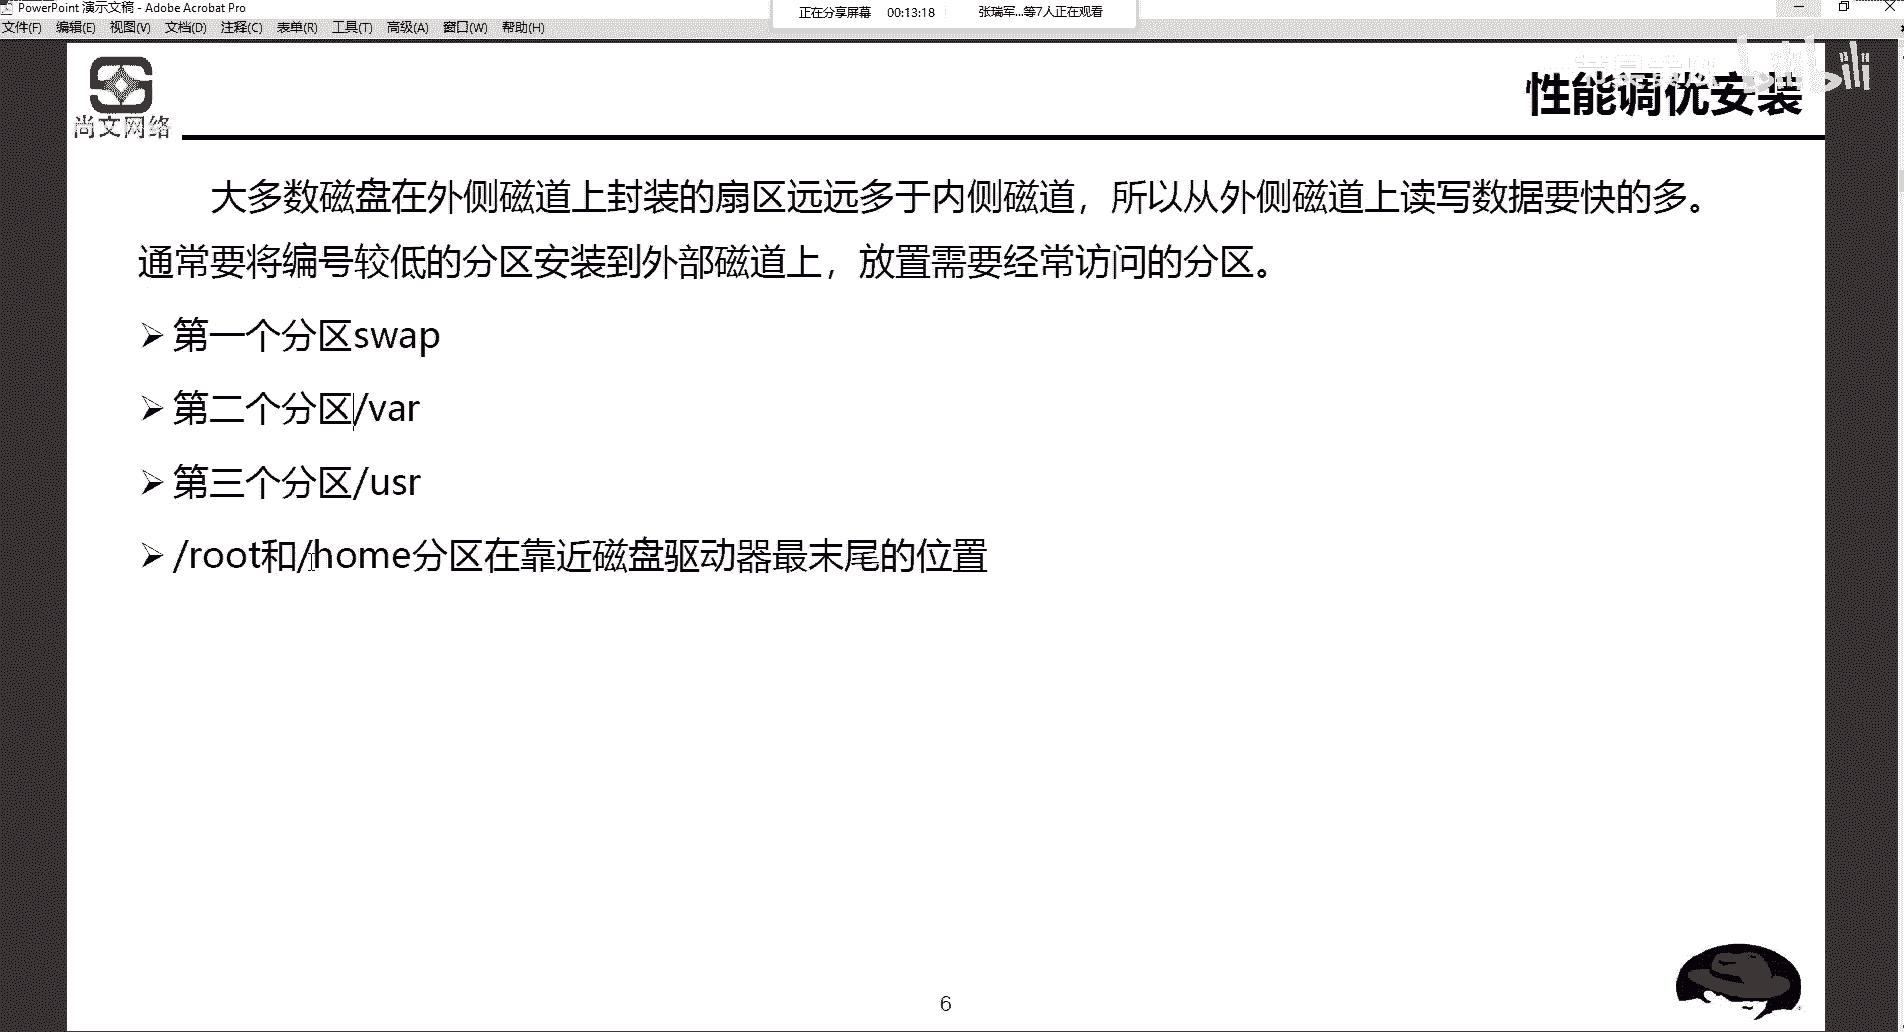 PowerPoint 演示文稿 - Adobe Acrobat Pro
正在分享屏幕 00:13:18 张瑞军...等7人正在观看
文件(F) 编辑(E) 视图(V) 文档(D) 注释(C) 表单(R) 工具(T) 高级(A) 窗口(W) 帮助(H)
bilibili
性能调优安装
尚文网络
大多数磁盘在外侧磁道上封装的扇区远远多于内侧磁道，所以从外侧磁道上读写数据要快的多。
通常要将编号较低的分区安装到外部磁道上，放置需要经常访问的分区。
➢ 第一个分区swap
➢ 第二个分区/var
➢ 第三个分区/usr
➢ /root和/home分区在靠近磁盘驱动器最末尾的位置
6